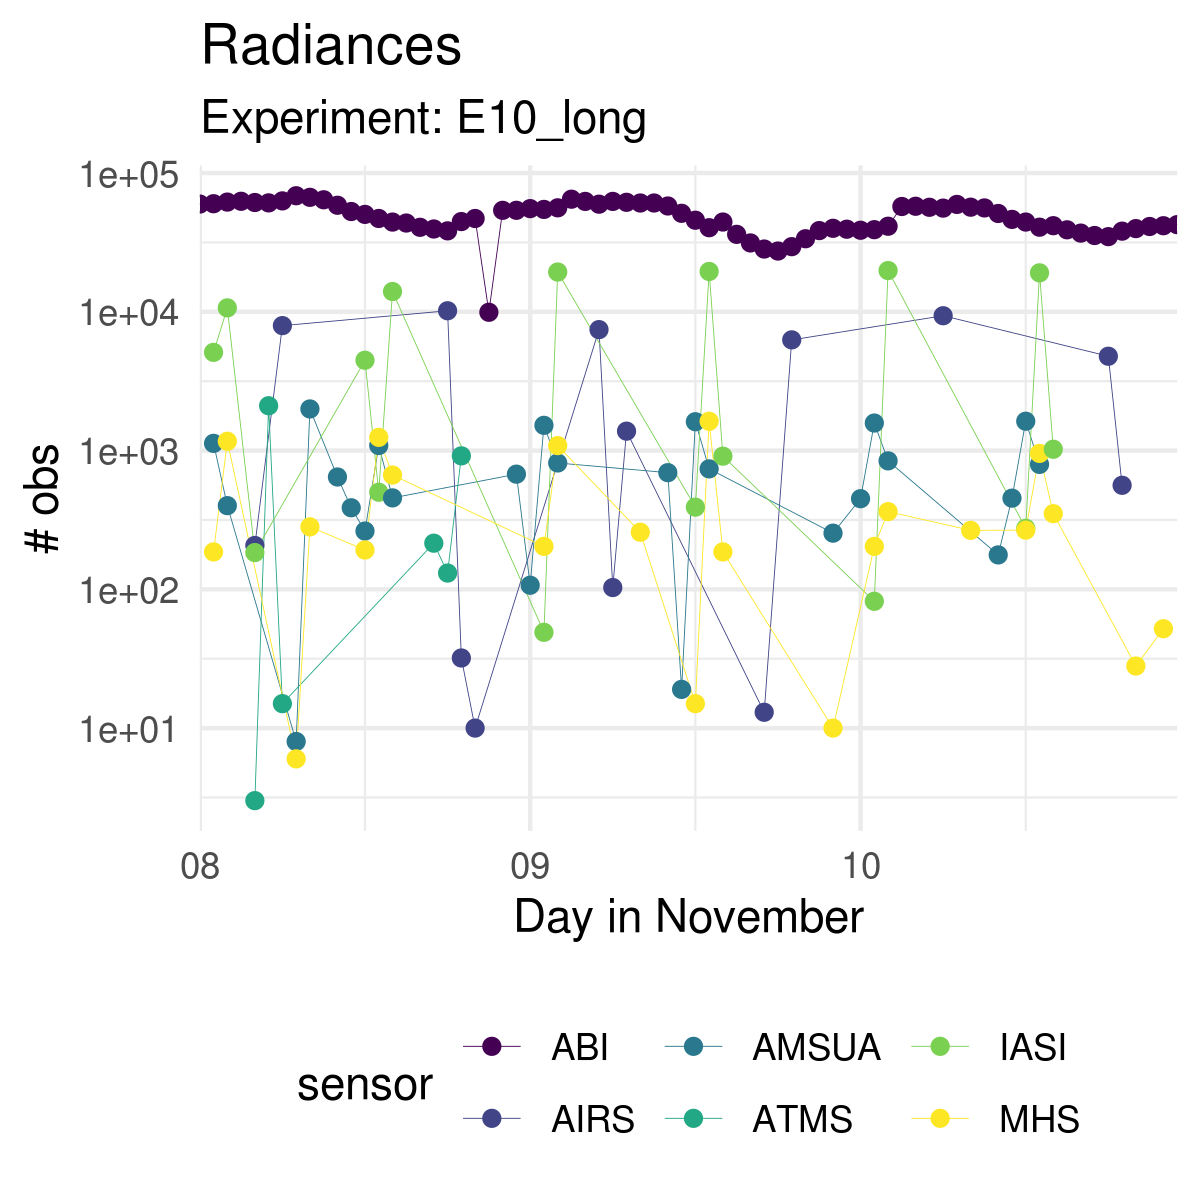 Radiances
Experiment: E10_long
1e+05
1e+04
1e+03
1e+02
1e+01
# obs
08 09 10
Day in November
sensor
ABI AMSUA IASI
AIRS ATMS MHS